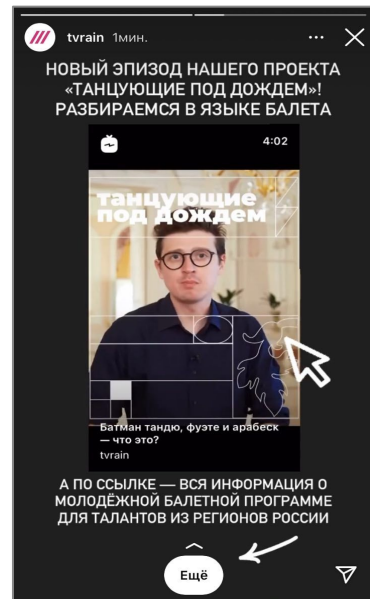 tvrain 1мин.
НОВЫЙ ЭПИЗОД НАШЕГО ПРОЕКТА
«ТАНЦУЮЩИЕ ПОД ДОЖДЕМ»!
РАЗБИРАЕМСЯ В ЯЗЫКЕ БАЛЕТА
4:02
танцующие
под дождем
Батман тандю, фуэте и арабеск
— что это?
tvrain
А ПО ССЫЛКЕ — ВСЯ ИНФОРМАЦИЯ О
МОЛОДЁЖНОЙ БАЛЕТНОЙ ПРОГРАММЕ
ДЛЯ ТАЛАНТОВ ИЗ РЕГИОНОВ РОССИИ
Ещё